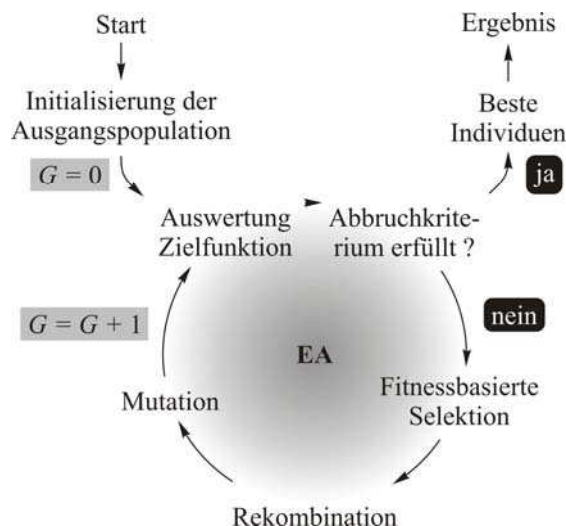 Start
Initialisierung der
Ausgangspopulation
G = 0
Auswertung
Zielfunktion
Abbruchkrite-
rium erfüllt ?
ja
Beste
Individuen
Ergebnis
nein
Fitnessbasierte
Selektion
Rekombination
Mutation
G = G + 1
EA